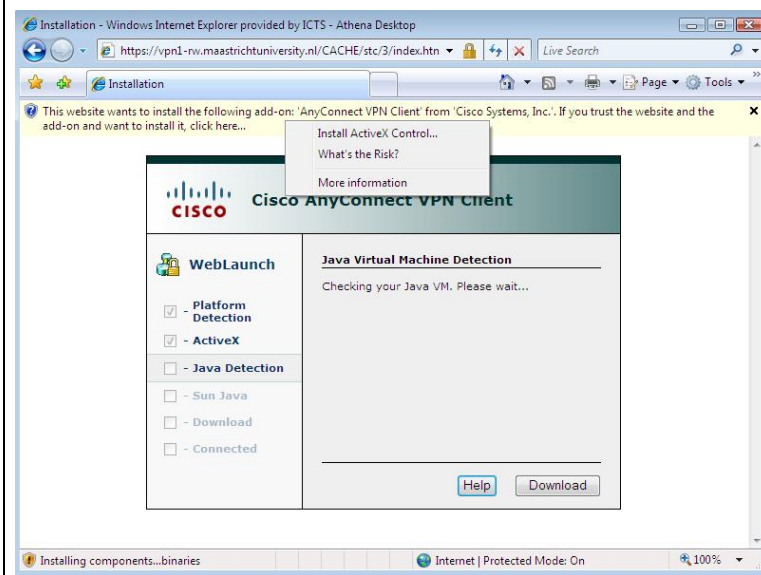 Installation - Windows Internet Explorer provided by ICTS - Athena Desktop
https://vpn1-rw.maastrichtuniversity.nl/CACHE/stc/3/index.htn
Live Search
Installation
Page
Tools
This website wants to install the following add-on: 'AnyConnect VPN Client' from 'Cisco Systems, Inc.'. If you trust the website and the
add-on and want to install it, click here...
Install ActiveX Control...
What's the Risk?
More information
CISCO
Cisco AnyConnect VPN Client
WebLaunch
- Platform
Detection
- ActiveX
- Java Detection
- Sun Java
- Download
- Connected
Java Virtual Machine Detection
Checking your Java VM. Please wait...
Help
Download
Installing components...binaries
Internet | Protected Mode: On
100%